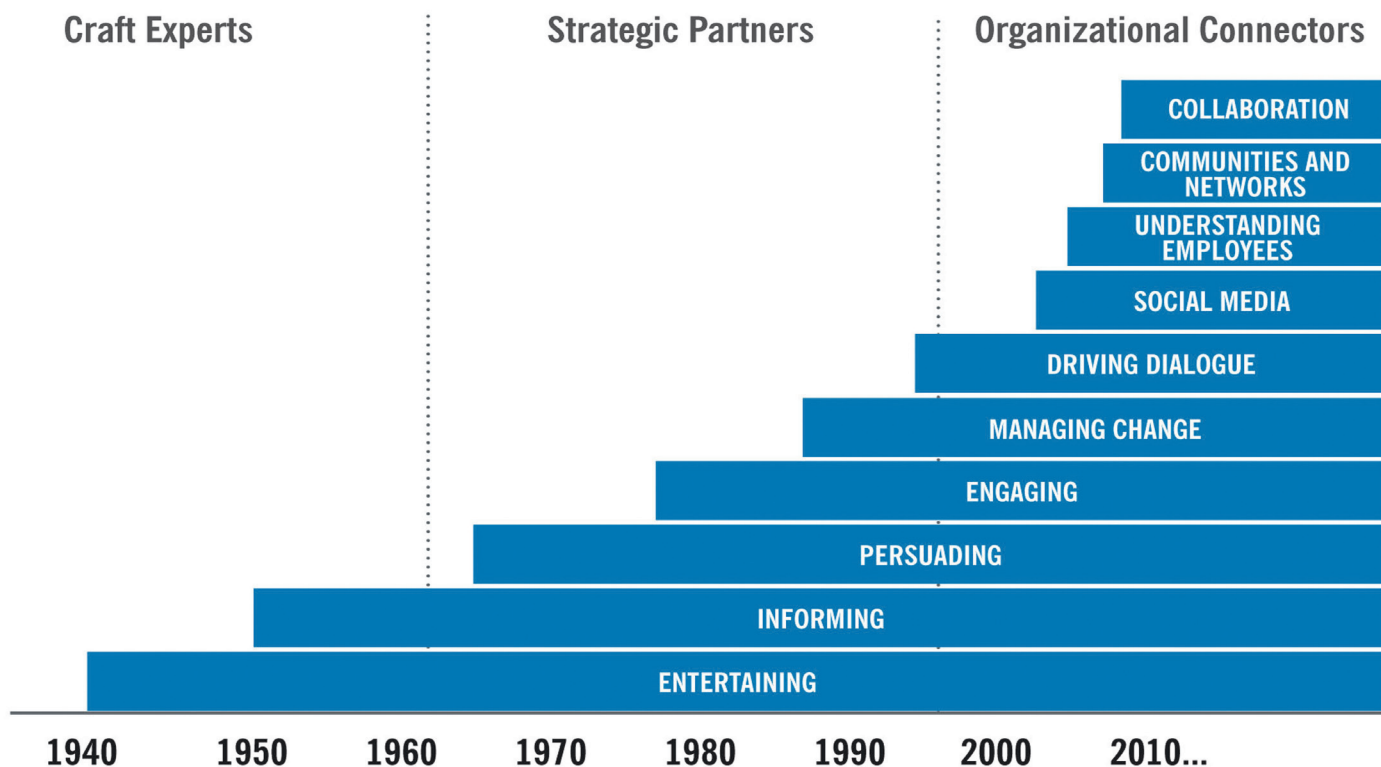 Craft Experts
Strategic Partners
Organizational Connectors
COLLABORATION
COMMUNITIES AND
NETWORKS
UNDERSTANDING
EMPLOYEES
SOCIAL MEDIA
DRIVING DIALOGUE
MANAGING CHANGE
ENGAGING
PERSUADING
INFORMING
ENTERTAINING
1940 1950 1960 1970 1980 1990 2000 2010...